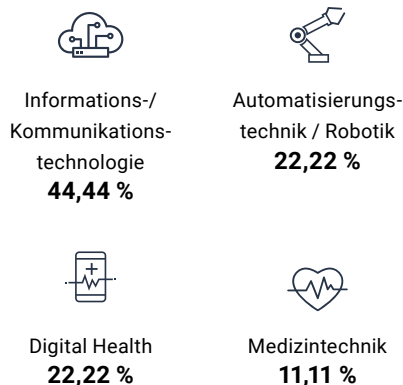 Informations-/
Kommunikations-
technologie
44,44 %
Automatisierungs-
technik / Robotik
22,22 %
Digital Health
22,22 %
Medizintechnik
11,11 %